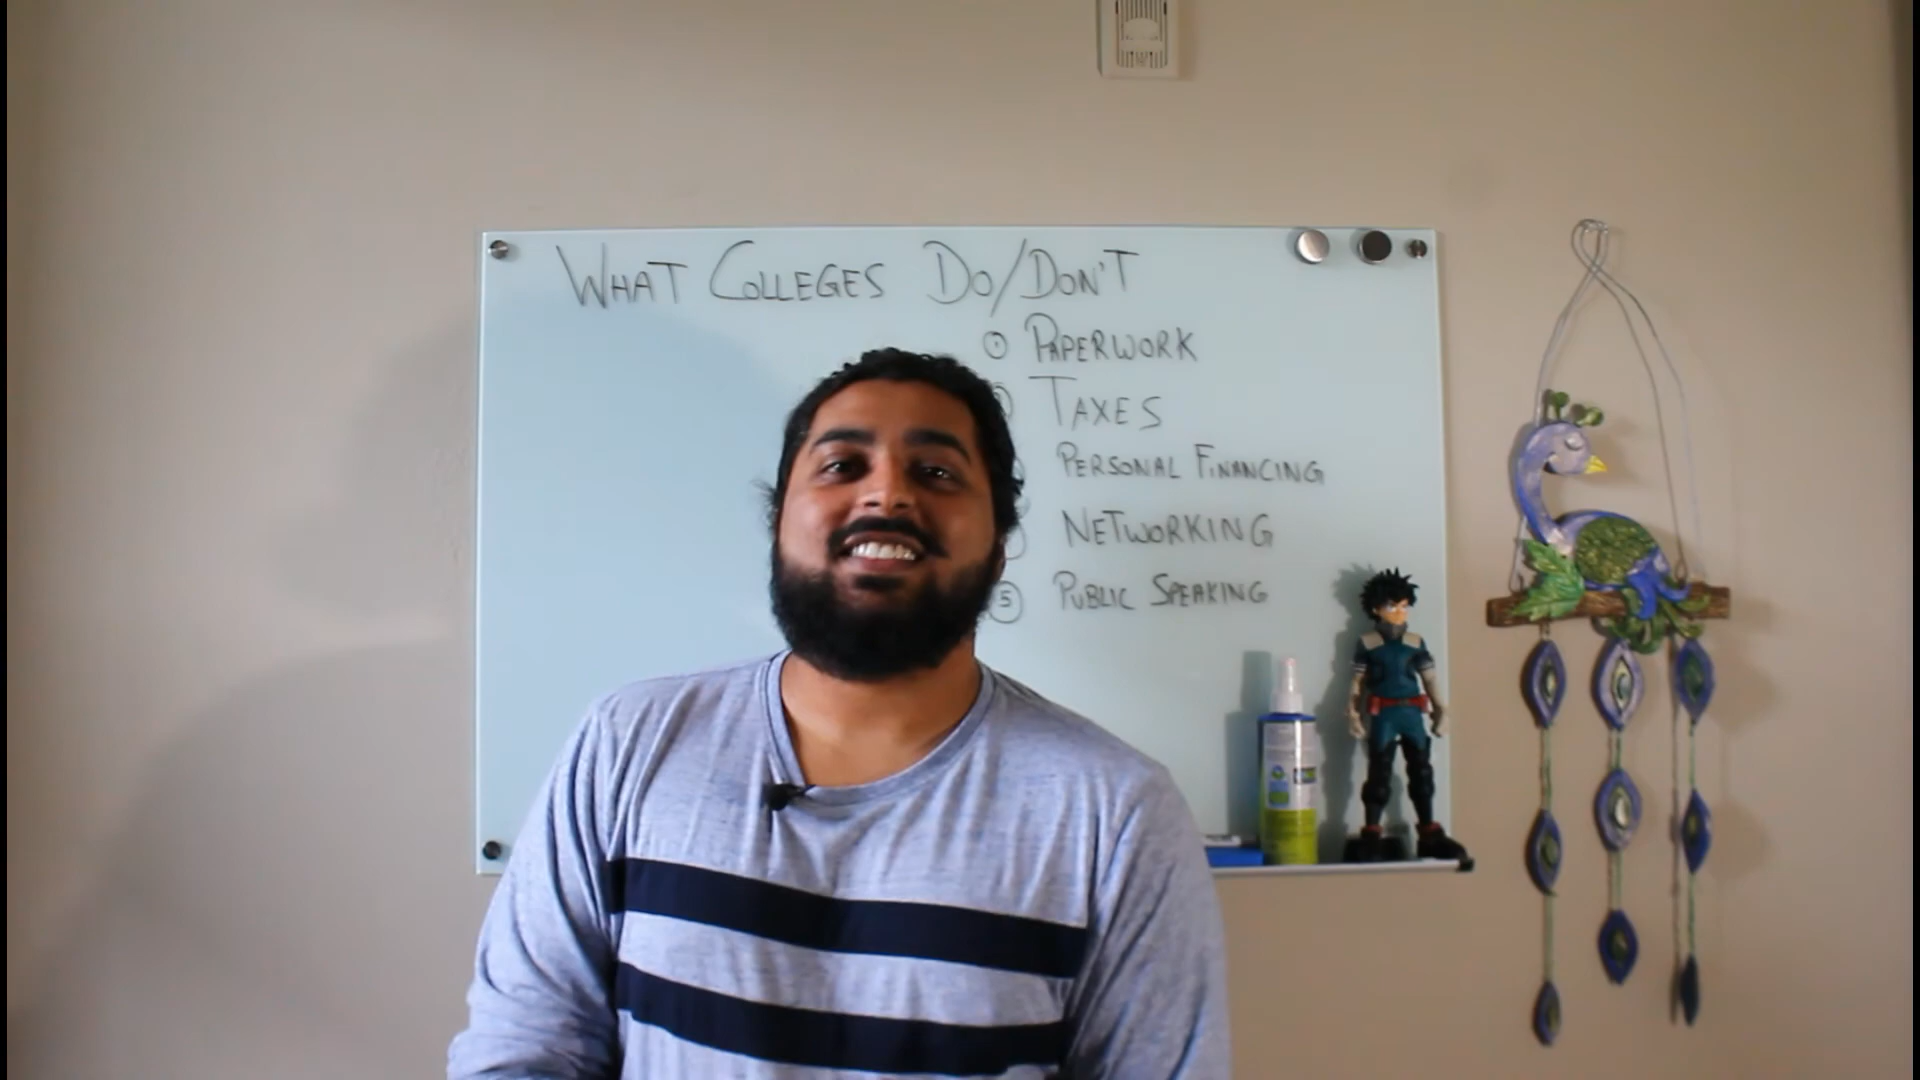 WHAT COLLEGES DO/DON'T
1 PAPERWORK
TAXES
PERSONAL FINANCING
NETWORKING
5 PUBLIC SPEAKING